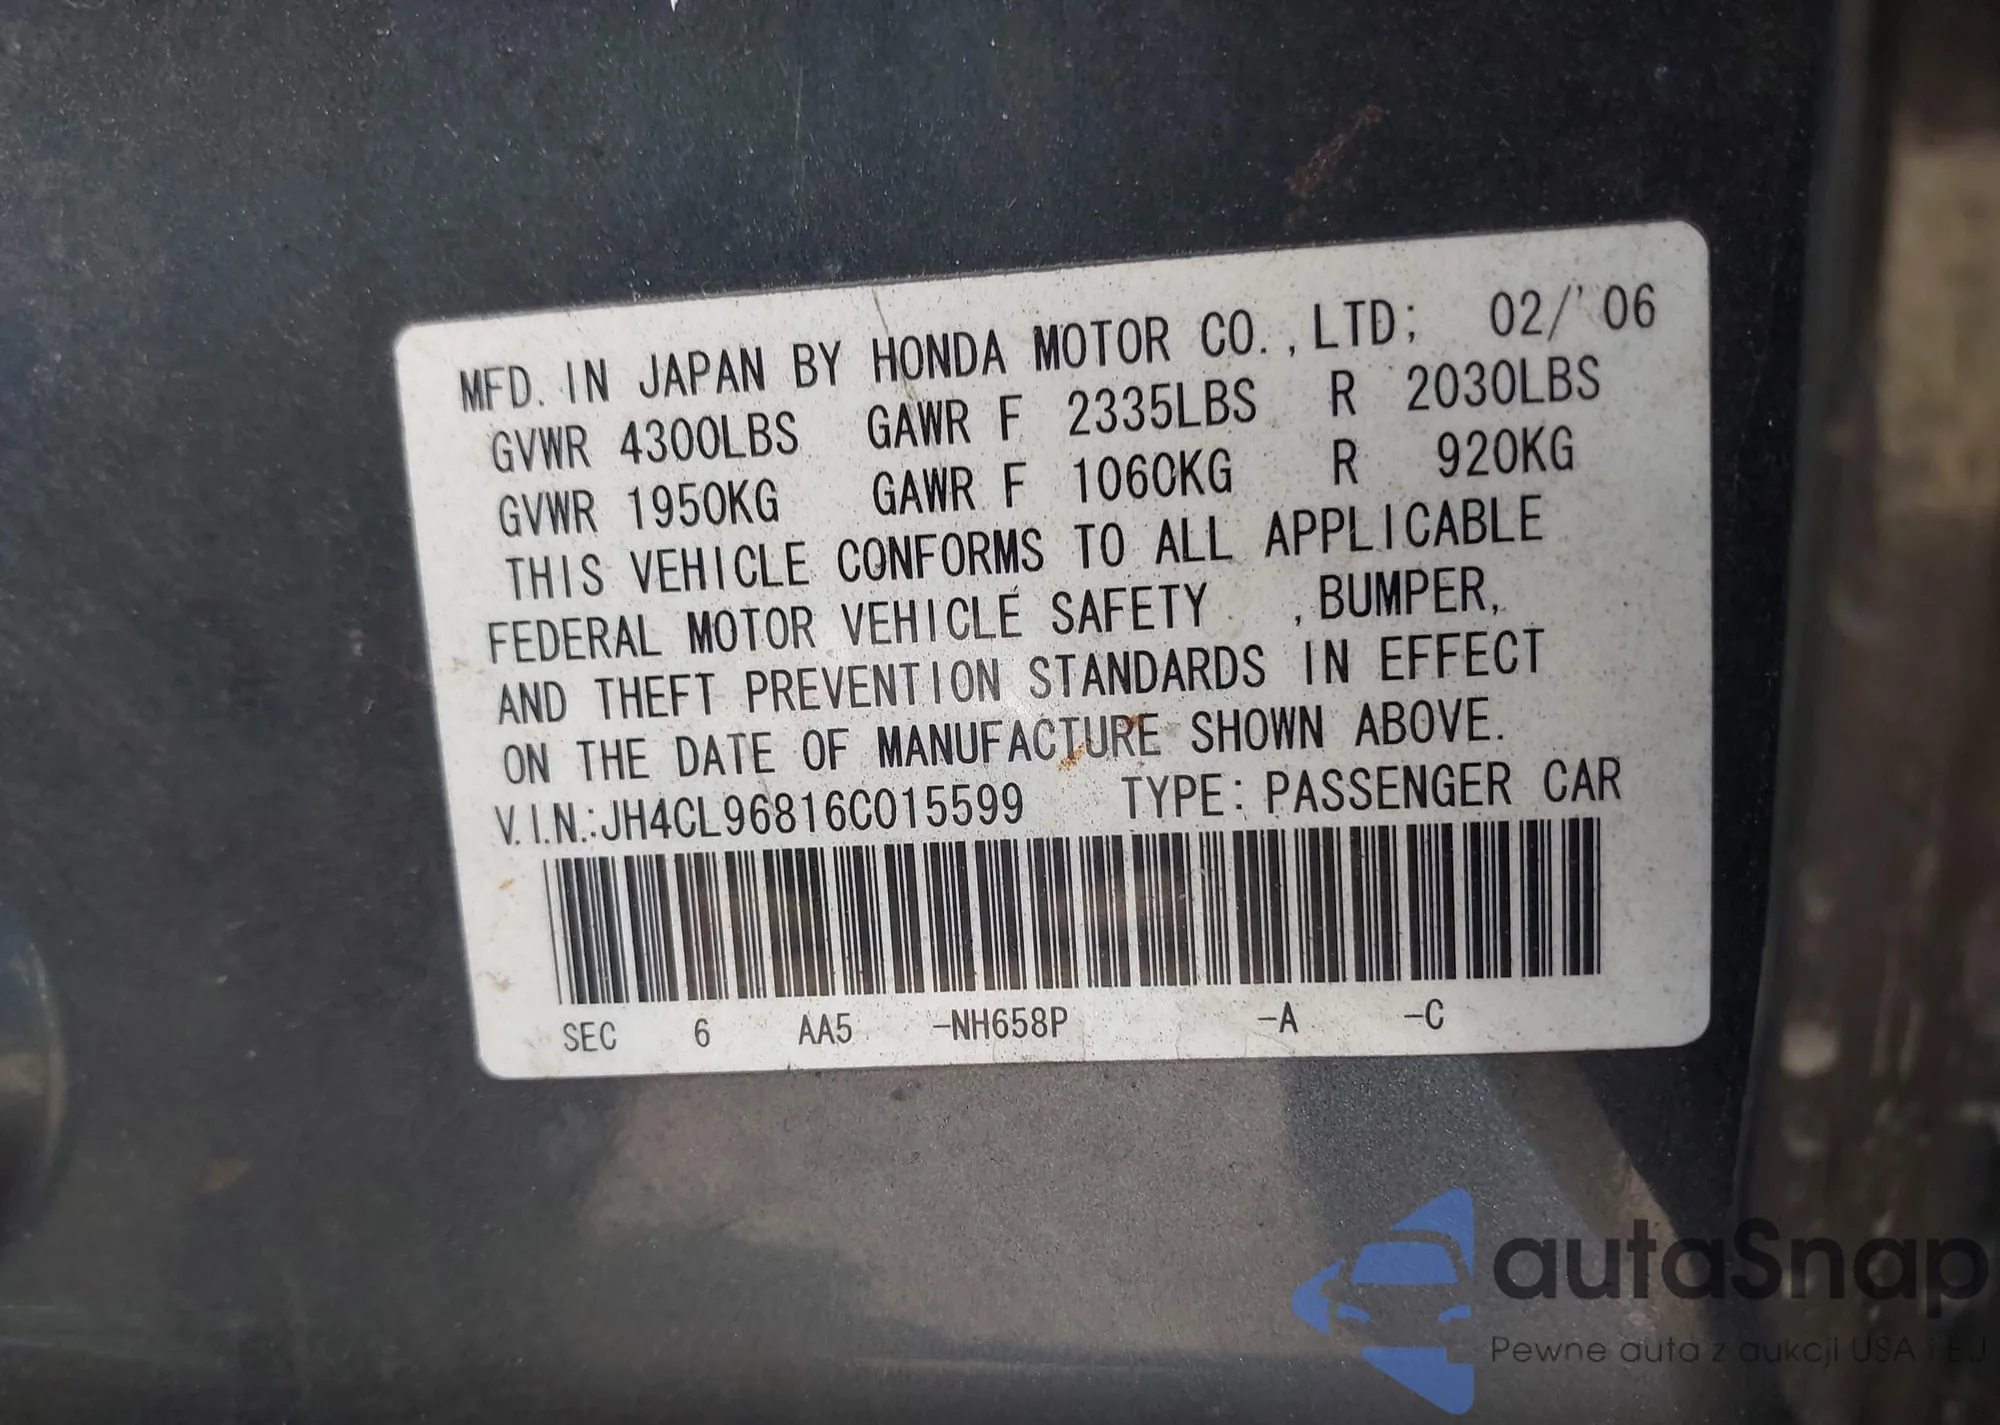 MFD. IN JAPAN BY HONDA MOTOR CO.,LTD; 02/'06
GVWR 4300LBS GAWR F 2335LBS R 2030LBS
GVWR 1950KG GAWR F 1060KG R 920KG
THIS VEHICLE CONFORMS TO ALL APPLICABLE
FEDERAL MOTOR VEHICLE SAFETY ,BUMPER,
AND THEFT PREVENTION STANDARDS IN EFFECT
ON THE DATE OF MANUFACTURE SHOWN ABOVE.
V.I.N.:JH4CL96816C015599 TYPE: PASSENGER CAR
SEC 6 AA5 -NH658P -A -C
autaSnap
Pewne auta z aukcji USA i EU